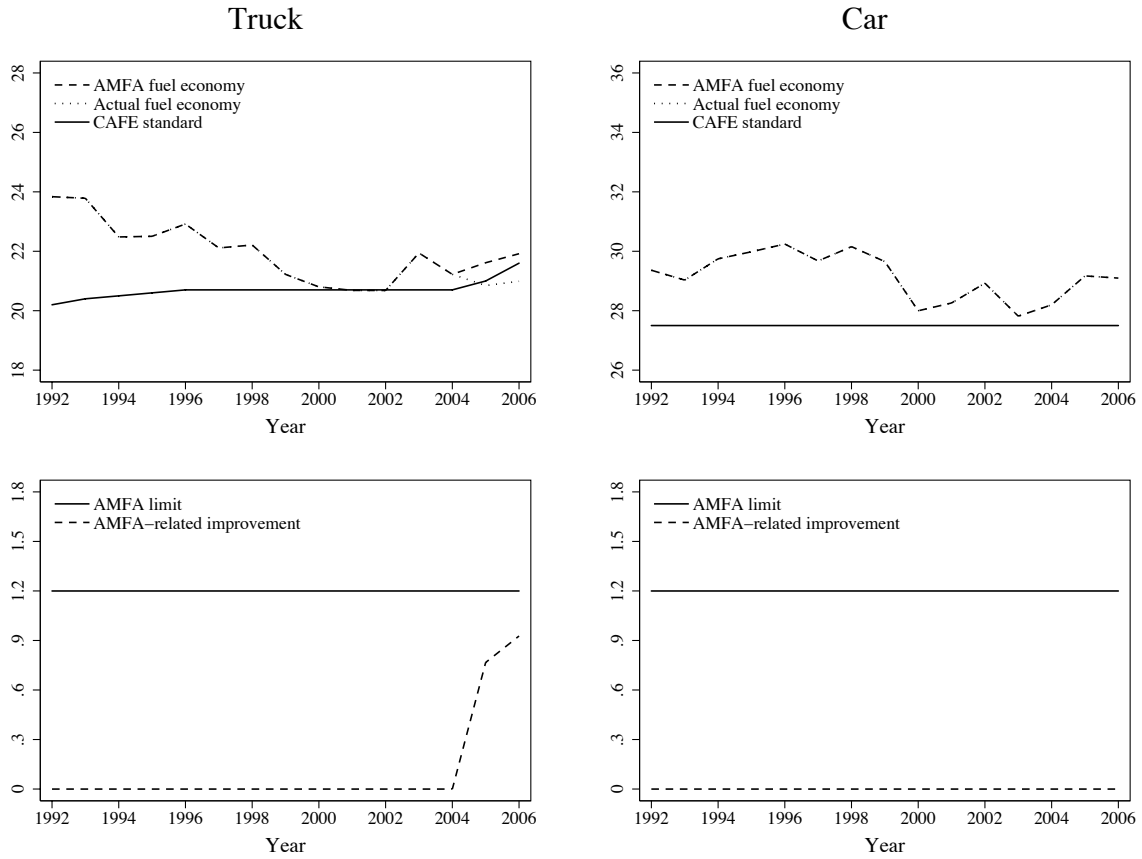 Truck
28
26
24
22
20
18
AMFA fuel economy
Actual fuel economy
CAFE standard
1992 1994 1996 1998 2000 2002 2004 2006
Year
Car
36
34
32
30
28
26
AMFA fuel economy
Actual fuel economy
CAFE standard
1992 1994 1996 1998 2000 2002 2004 2006
Year
1.8
1.5
1.2
.9
.6
.3
0
AMFA limit
AMFA−related improvement
1992 1994 1996 1998 2000 2002 2004 2006
Year
1.8
1.5
1.2
.9
.6
.3
0
AMFA limit
AMFA−related improvement
1992 1994 1996 1998 2000 2002 2004 2006
Year